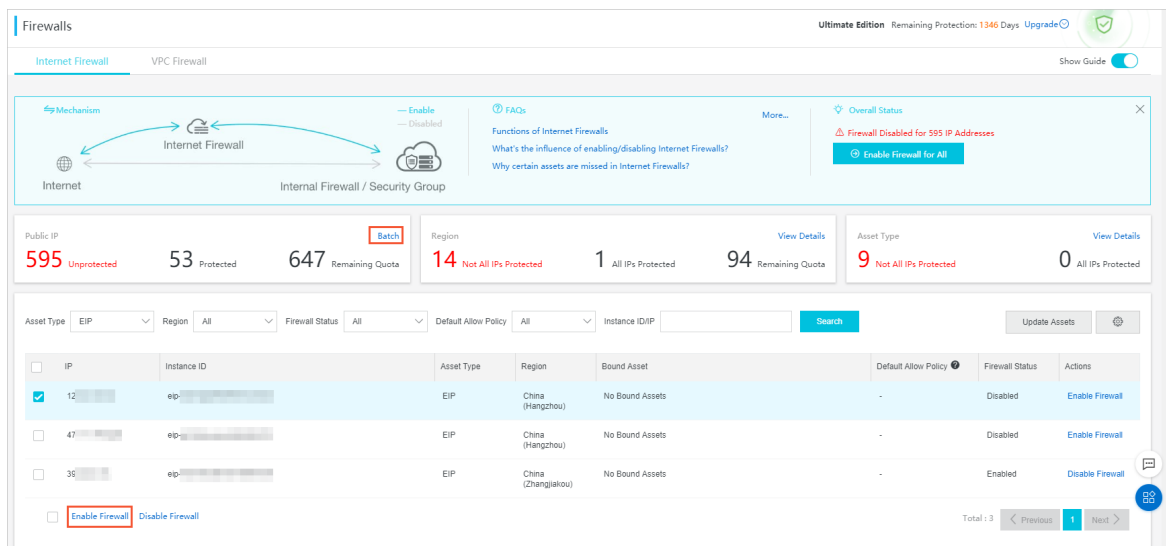 Firewalls
Ultimate Edition Remaining Protection: 1346 Days Upgrade
Internet Firewall VPC Firewall
Show Guide
Mechanism
Enable
Disabled
Internet Firewall
Internet
Internal Firewall / Security Group
FAQs
More...
Functions of Internet Firewalls
What's the influence of enabling/disabling Internet Firewalls?
Why certain assets are missed in Internet Firewalls?
Overall Status
Firewall Disabled for 595 IP Addresses
Enable Firewall for All
Public IP Batch
595 Unprotected 53 Protected 647 Remaining Quota
Region View Details
14 Not All IPs Protected 1 All IPs Protected 94 Remaining Quota
Asset Type View Details
9 Not All IPs Protected 0 All IPs Protected
Asset Type EIP Region All Firewall Status All Default Allow Policy All Instance ID/IP Search Update Assets
IP Instance ID Asset Type Region Bound Asset Default Allow Policy Firewall Status Actions
12 eip- EIP China (Hangzhou) No Bound Assets - Disabled Enable Firewall
47 eip- EIP China (Hangzhou) No Bound Assets - Disabled Enable Firewall
39 eip- EIP China (Zhangjiakou) No Bound Assets - Enabled Disable Firewall
Enable Firewall Disable Firewall
Total : 3 Previous 1 Next